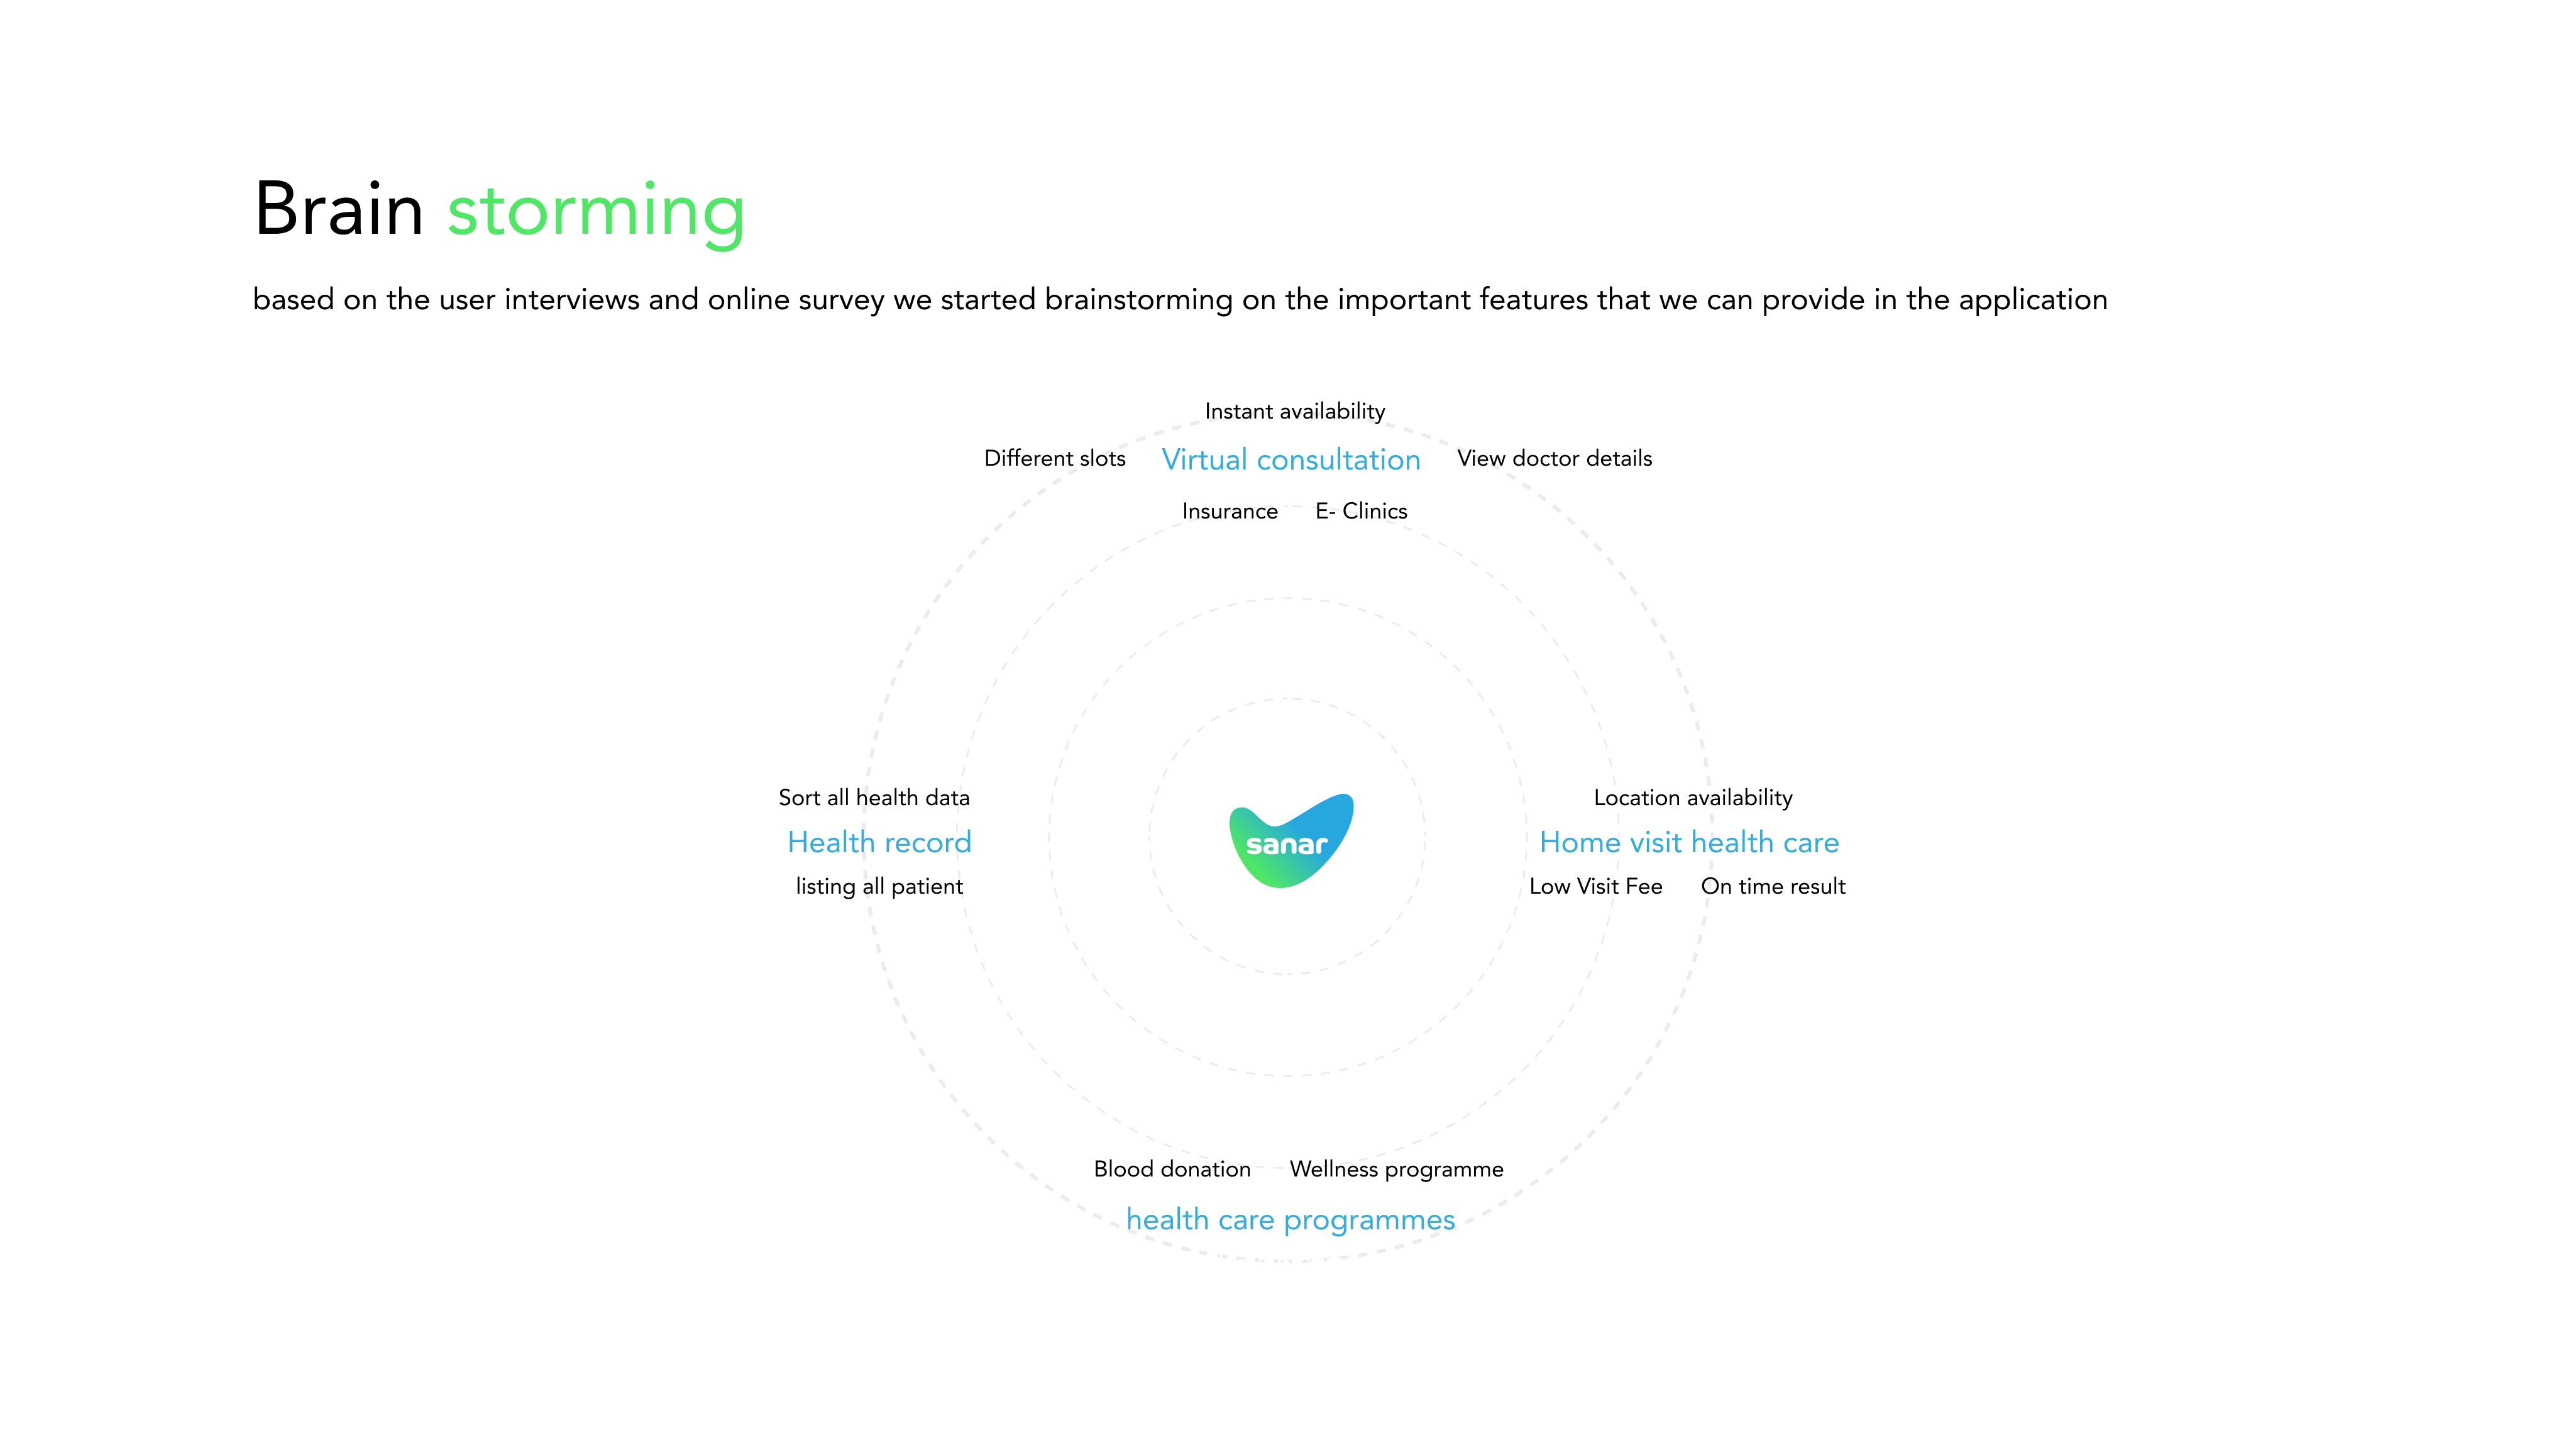 Brain storming
based on the user interviews and online survey we started brainstorming on the important features that we can provide in the application
Instant availability
Different slots
Virtual consultation
View doctor details
Insurance
E- Clinics
Sort all health data
Health record
listing all patient
sanar
Location availability
Home visit health care
Low Visit Fee
On time result
Blood donation
Wellness programme
health care programmes